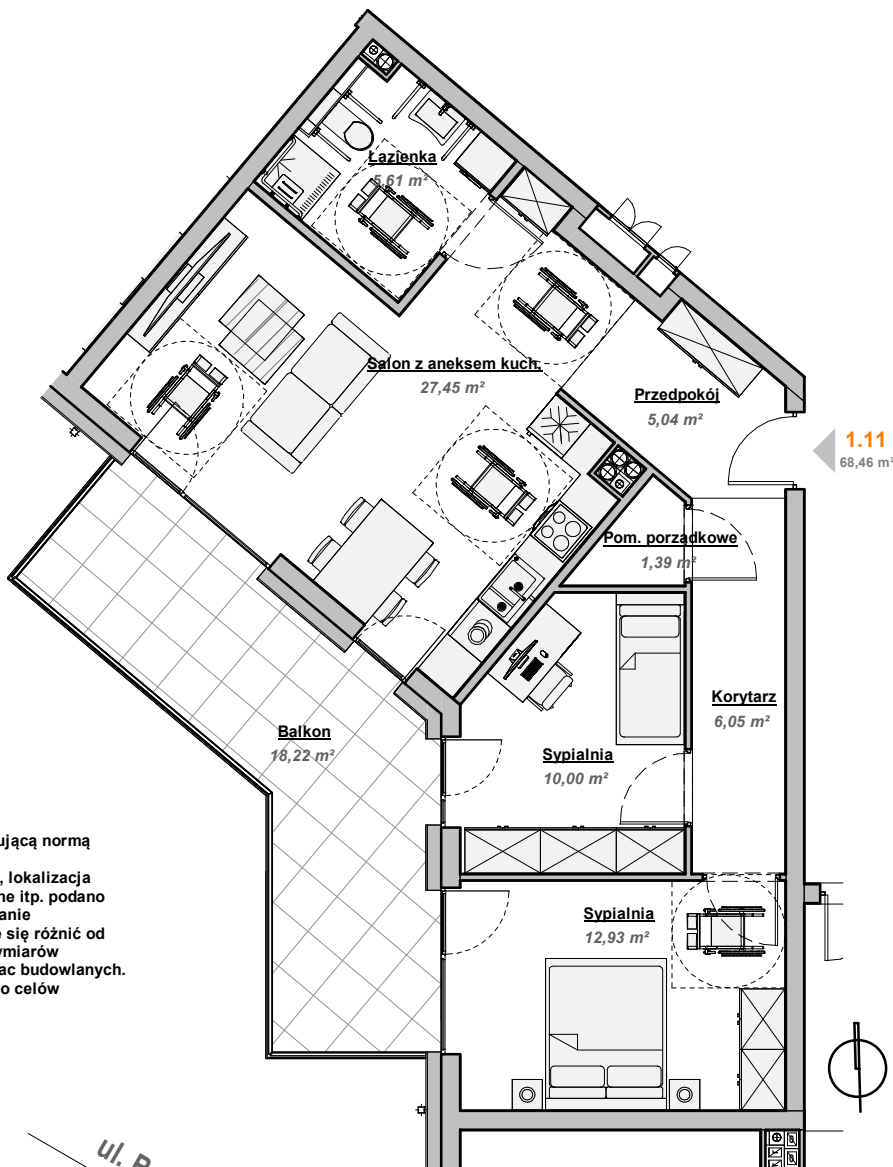 Łazienka
5,61 m²
Salon z aneksem kuch.
27,45 m²
Przedpokój
5,04 m²
1.11
68,46 m²
Pom. porządkowe
1,39 m²
Korytarz
6,05 m²
Balkon
18,22 m²
Sypialnia
10,00 m²
Sypialnia
12,93 m²
ującą normą
, lokalizacja
ne itp. podano
anie
się różnić od
ymiarów
ac budowlanych.
o celów
ul.